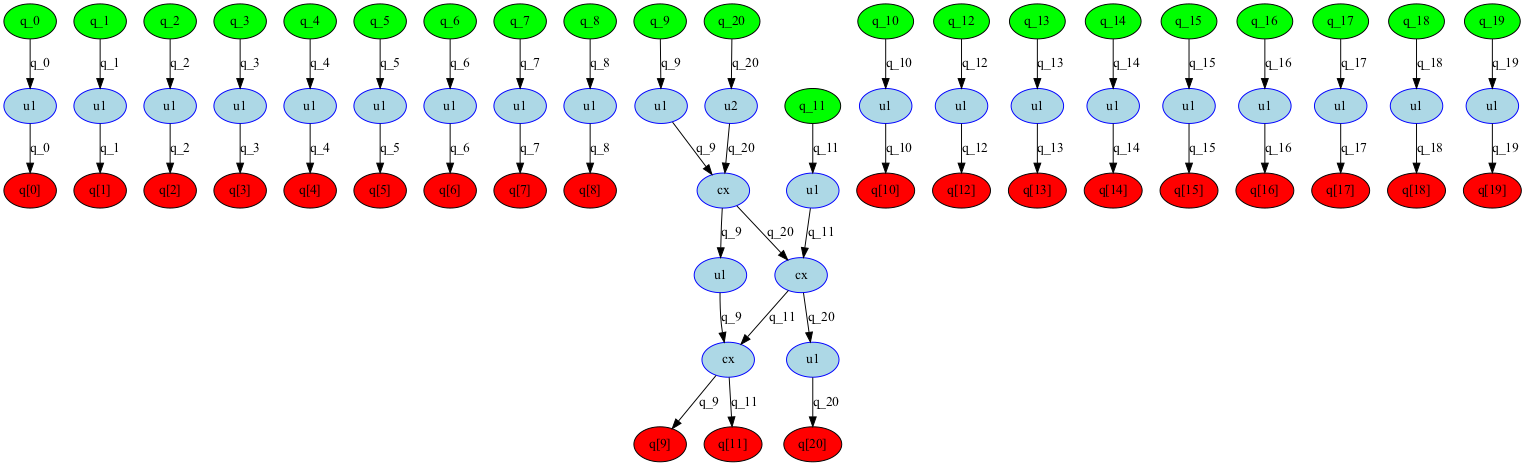 q_0 q_1 q_2 q_3 q_4 q_5 q_6 q_7 q_8 q_9 q_20 q_10 q_12 q_13 q_14 q_15 q_16 q_17 q_18 q_19
q_0 q_1 q_2 q_3 q_4 q_5 q_6 q_7 q_8 q_9 q_20 q_10 q_12 q_13 q_14 q_15 q_16 q_17 q_18 q_19
u1 u1 u1 u1 u1 u1 u1 u1 u1 u1 u2 q_11 u1 u1 u1 u1 u1 u1 u1 u1 u1
q_0 q_1 q_2 q_3 q_4 q_5 q_6 q_7 q_8 q_9 q_20 q_11 q_10 q_12 q_13 q_14 q_15 q_16 q_17 q_18 q_19
q[0] q[1] q[2] q[3] q[4] q[5] q[6] q[7] q[8] cx u1 q[10] q[12] q[13] q[14] q[15] q[16] q[17] q[18] q[19]
q_9 q_20 q_11
u1 cx
q_9 q_11 q_20
cx u1
q_9 q_11 q_20
q[9] q[11] q[20]